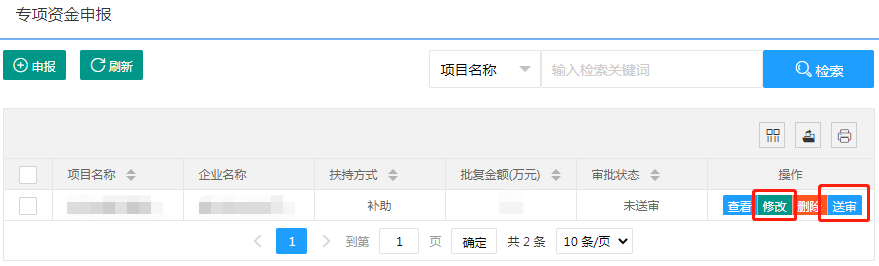 专项资金申报
申报 刷新 项目名称 输入检索关键词 检索
项目名称 企业名称 扶持方式 批复金额(万元) 审批状态 操作
补助 未送审 查看 修改 删除 送审
1 到第 1 页 确定 共 2 条 10 条/页